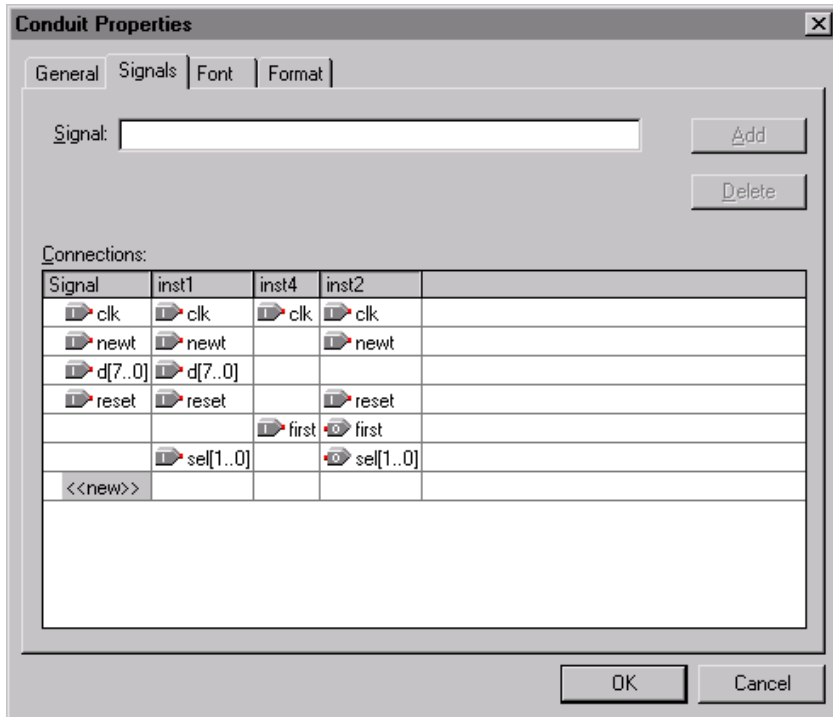 Conduit Properties
General Signals Font Format
Signal: Add
Delete
Connections:
Signal inst1 inst4 inst2
I clk I clk I clk I clk
I newt I newt I newt
I d[7..0] I d[7..0]
I reset I reset I reset
I first O first
I sel[1..0] O sel[1..0]
<<new>>
OK Cancel